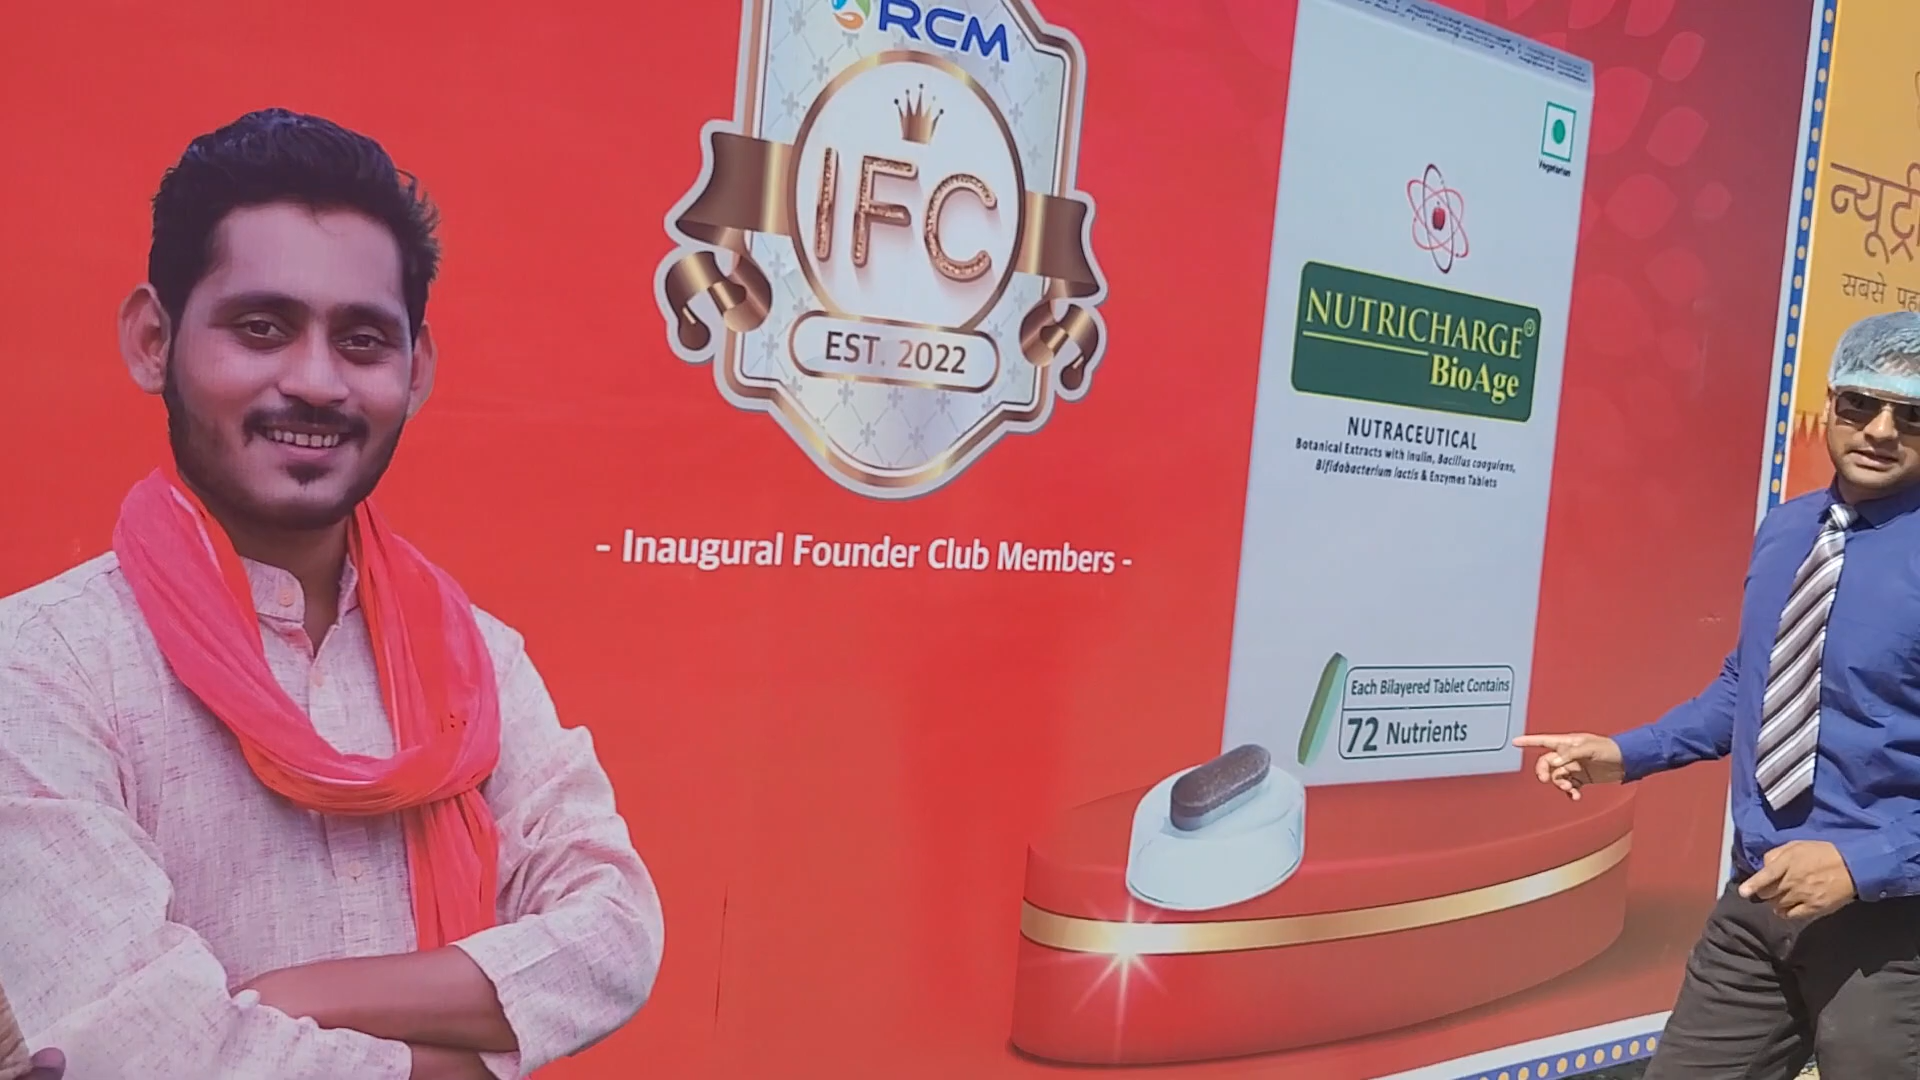 RCM
IFC
EST. 2022
- Inaugural Founder Club Members -
Vegetarian
NUTRICHARGE®
BioAge
NUTRACEUTICAL
Botanical Extracts with Inulin, Bacillus coagulans,
Bifidobacterium lactis & Enzymes Tablets
Each Bilayered Tablet Contains
72 Nutrients
सबसे